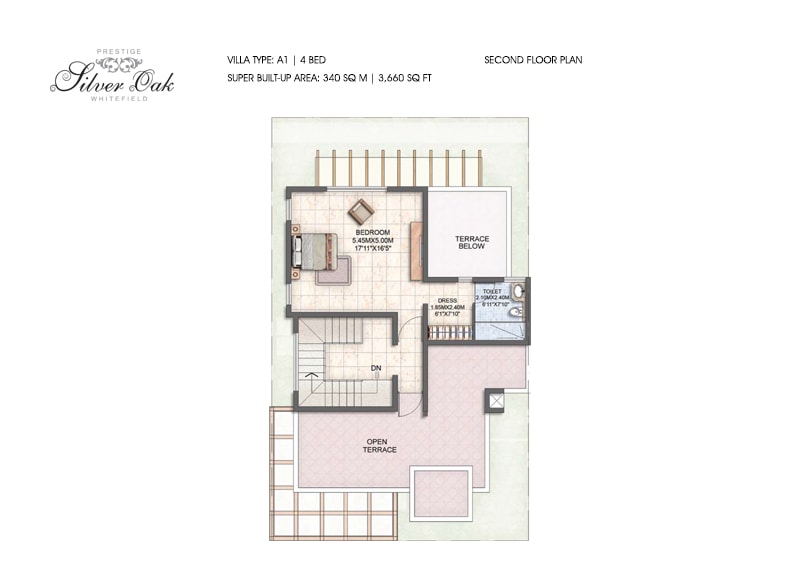 PRESTIGE
Silver Oak
WHITEFIELD
VILLA TYPE: A1 | 4 BED
SUPER BUILT-UP AREA: 340 SQ M | 3,660 SQ FT
SECOND FLOOR PLAN
BEDROOM
5.45MX5.00M
17'11"X16'5"
TERRACE
BELOW
DRESS
1.85MX2.40M
6'1"X7'10"
TOILET
2.10MX2.40M
6'11"X7'10"
DN
OPEN
TERRACE